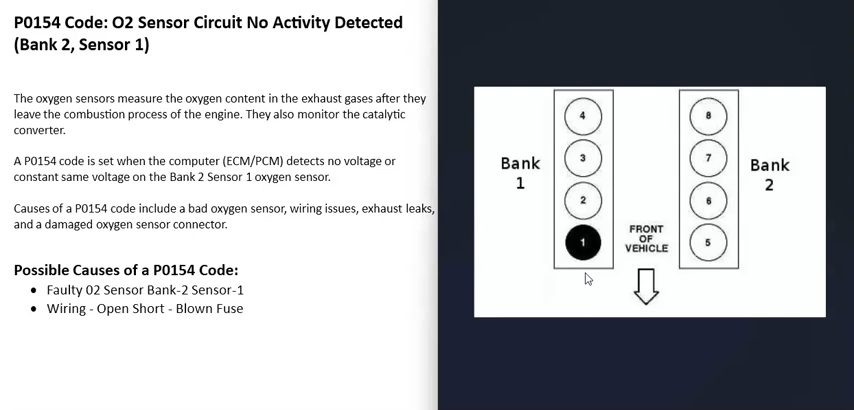 P0154 Code: O2 Sensor Circuit No Activity Detected
(Bank 2, Sensor 1)
The oxygen sensors measure the oxygen content in the exhaust gases after they
leave the combustion process of the engine. They also monitor the catalytic
converter.
A P0154 code is set when the computer (ECM/PCM) detects no voltage or
constant same voltage on the Bank 2 Sensor 1 oxygen sensor.
Causes of a P0154 code include a bad oxygen sensor, wiring issues, exhaust leaks,
and a damaged oxygen sensor connector.
Possible Causes of a P0154 Code:
• Faulty 02 Sensor Bank-2 Sensor-1
• Wiring - Open Short - Blown Fuse
Bank
1
4
3
2
1
FRONT
OF
VEHICLE
8
7
6
5
Bank
2